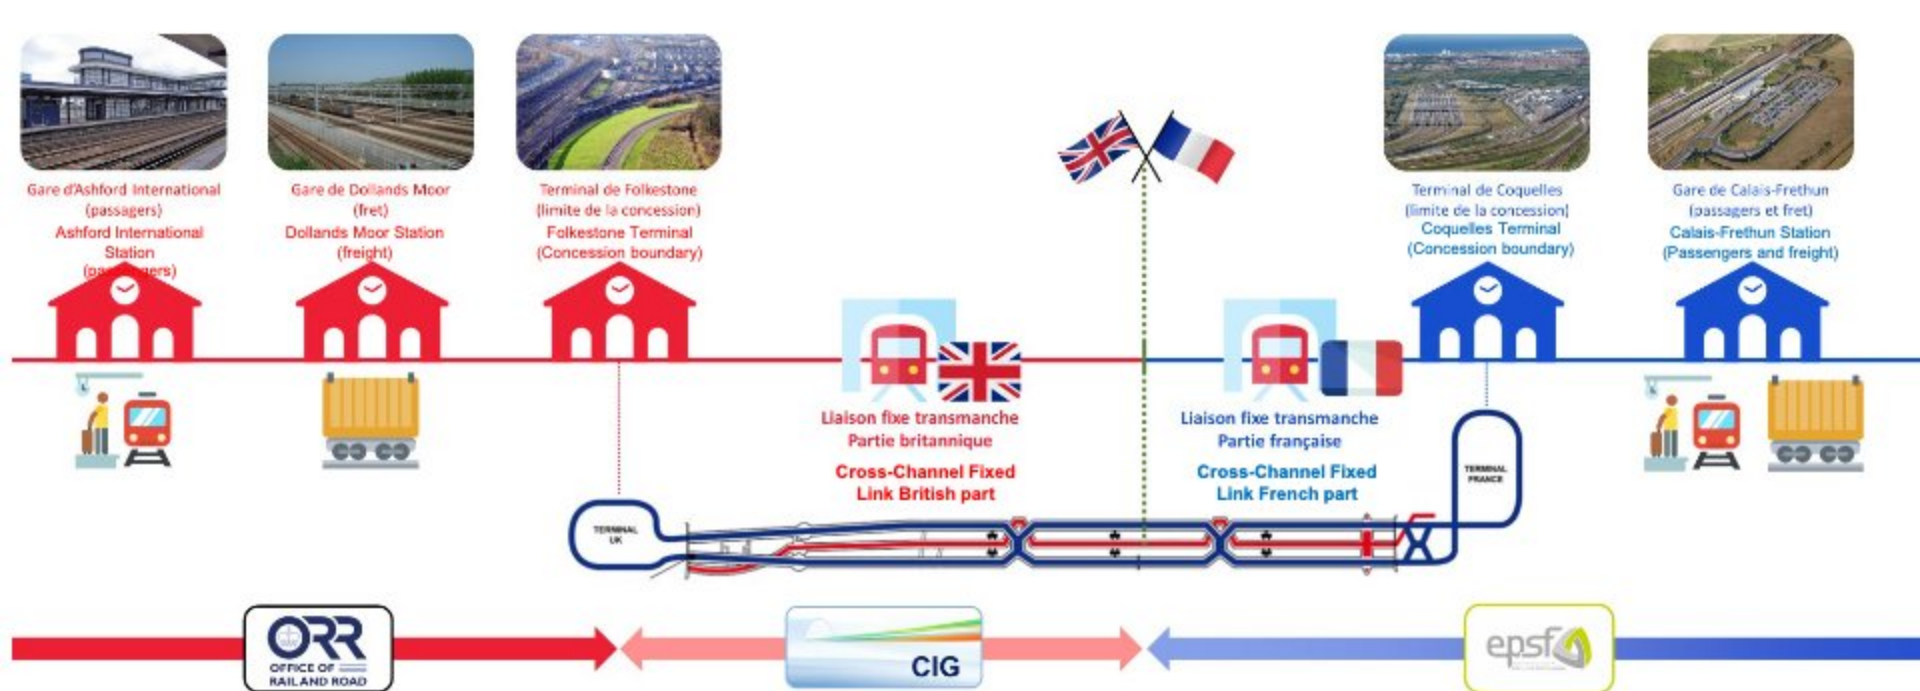 Gare d'Ashford International
(passagers)
Ashford International
Station
Gare de Dollands Moor
(fret)
Dollands Moor Station
(freight)
Terminal de Folkestone
(limite de la concession)
Folkestone Terminal
(Concession boundary)
Terminal de Coquelles
(limite de la concession)
Coquelles Terminal
(Concession boundary)
Gare de Calais-Frethun
(passagers et fret)
Calais-Frethun Station
(Passengers and freight)
Liaison fixe transmanche
Partie britannique
Cross-Channel Fixed
Link British part
Liaison fixe transmanche
Partie française
Cross-Channel Fixed
Link French part
TERMINAL
FRANCE
TERMINAL
UK
ORR
OFFICE OF
RAIL AND ROAD
CIG
epsf